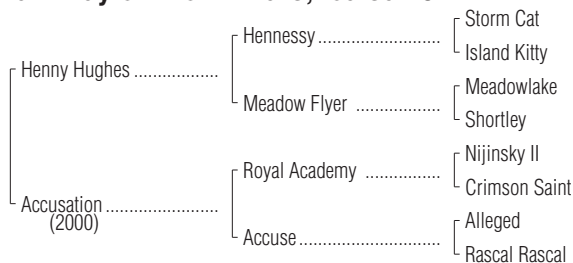 Storm Cat
Hennessy ...................
Island Kitty
Henny Hughes ................
Meadowlake
Meadow Flyer ..................
Shortley
Nijinsky II
Royal Academy ................
Crimson Saint
Accusation .....................
(2000)
Alleged
Accuse ...........................
Rascal Rascal